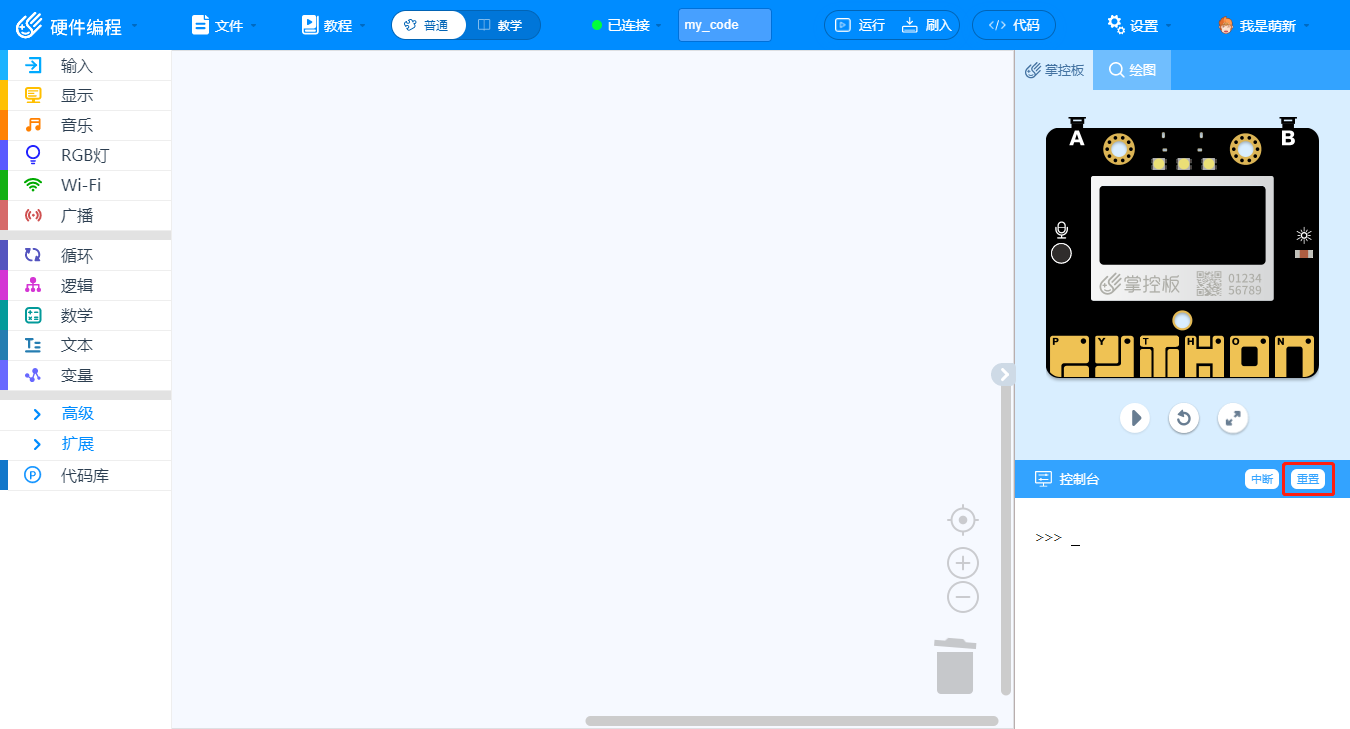 硬件编程
文件
教程
普通
教学
已连接
my_code
运行
刷入
代码
设置
我是萌新
输入
显示
音乐
RGB灯
Wi-Fi
广播
循环
逻辑
数学
文本
变量
高级
扩展
代码库
掌控板
绘图
A
B
掌控板
01234
56789
P Y T H O N
控制台
中断
重置
>>> _